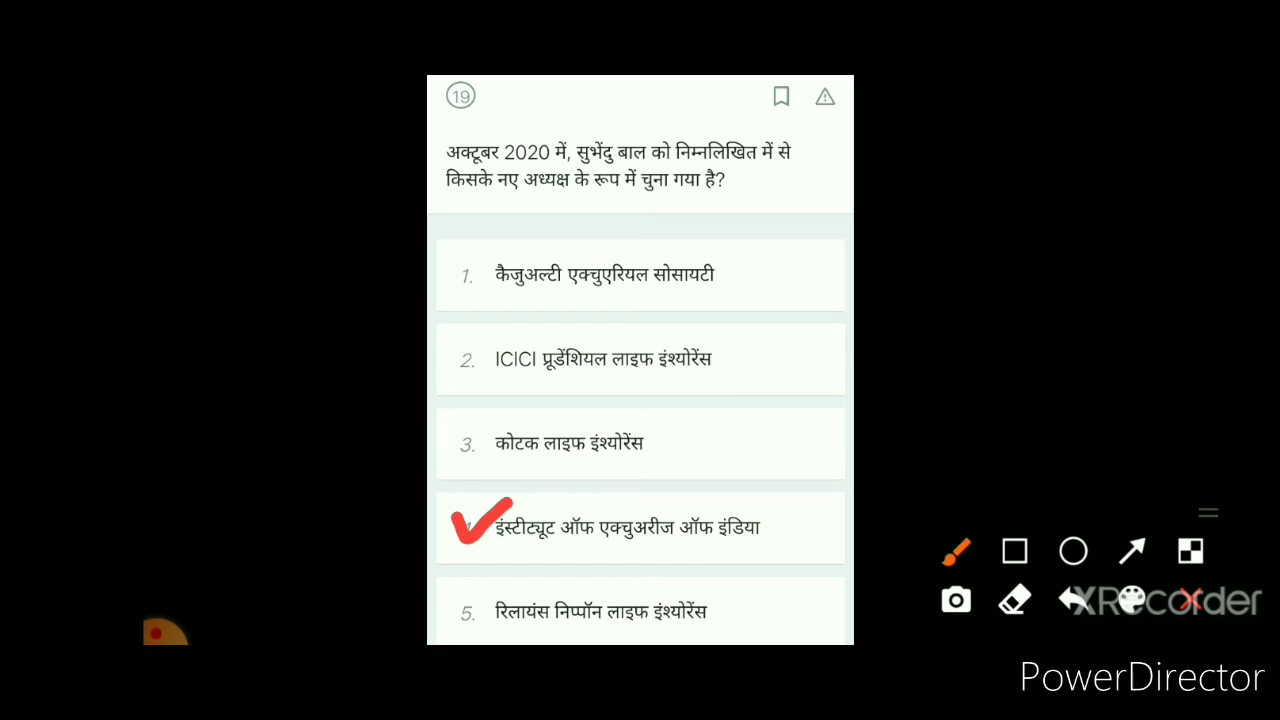 19
अक्टूबर 2020 में, सुभेंदु बाल को निम्नलिखित में से
किसके नए अध्यक्ष के रूप में चुना गया है?
1. कैजुअल्टी एक्चुएरियल सोसायटी
2. ICICI प्रूडेंशियल लाइफ इंश्योरेंस
3. कोटक लाइफ इंश्योरेंस
इंस्टीट्यूट ऑफ एक्चुअरीज ऑफ इंडिया
5. रिलायंस निप्पॉन लाइफ इंश्योरेंस
XRecorder
PowerDirector